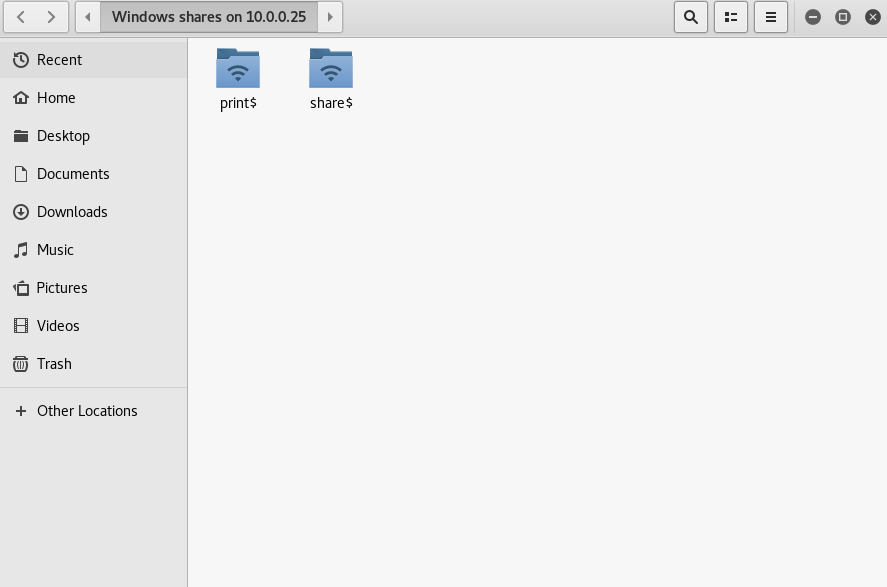 Windows shares on 10.0.0.25
Recent
Home
Desktop
Documents
Downloads
Music
Pictures
Videos
Trash
Other Locations
print$
share$